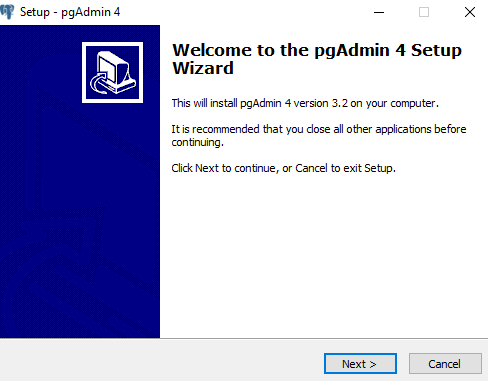 Setup - pgAdmin 4
Welcome to the pgAdmin 4 Setup
Wizard
This will install pgAdmin 4 version 3.2 on your computer.
It is recommended that you close all other applications before
continuing.
Click Next to continue, or Cancel to exit Setup.
Next >
Cancel